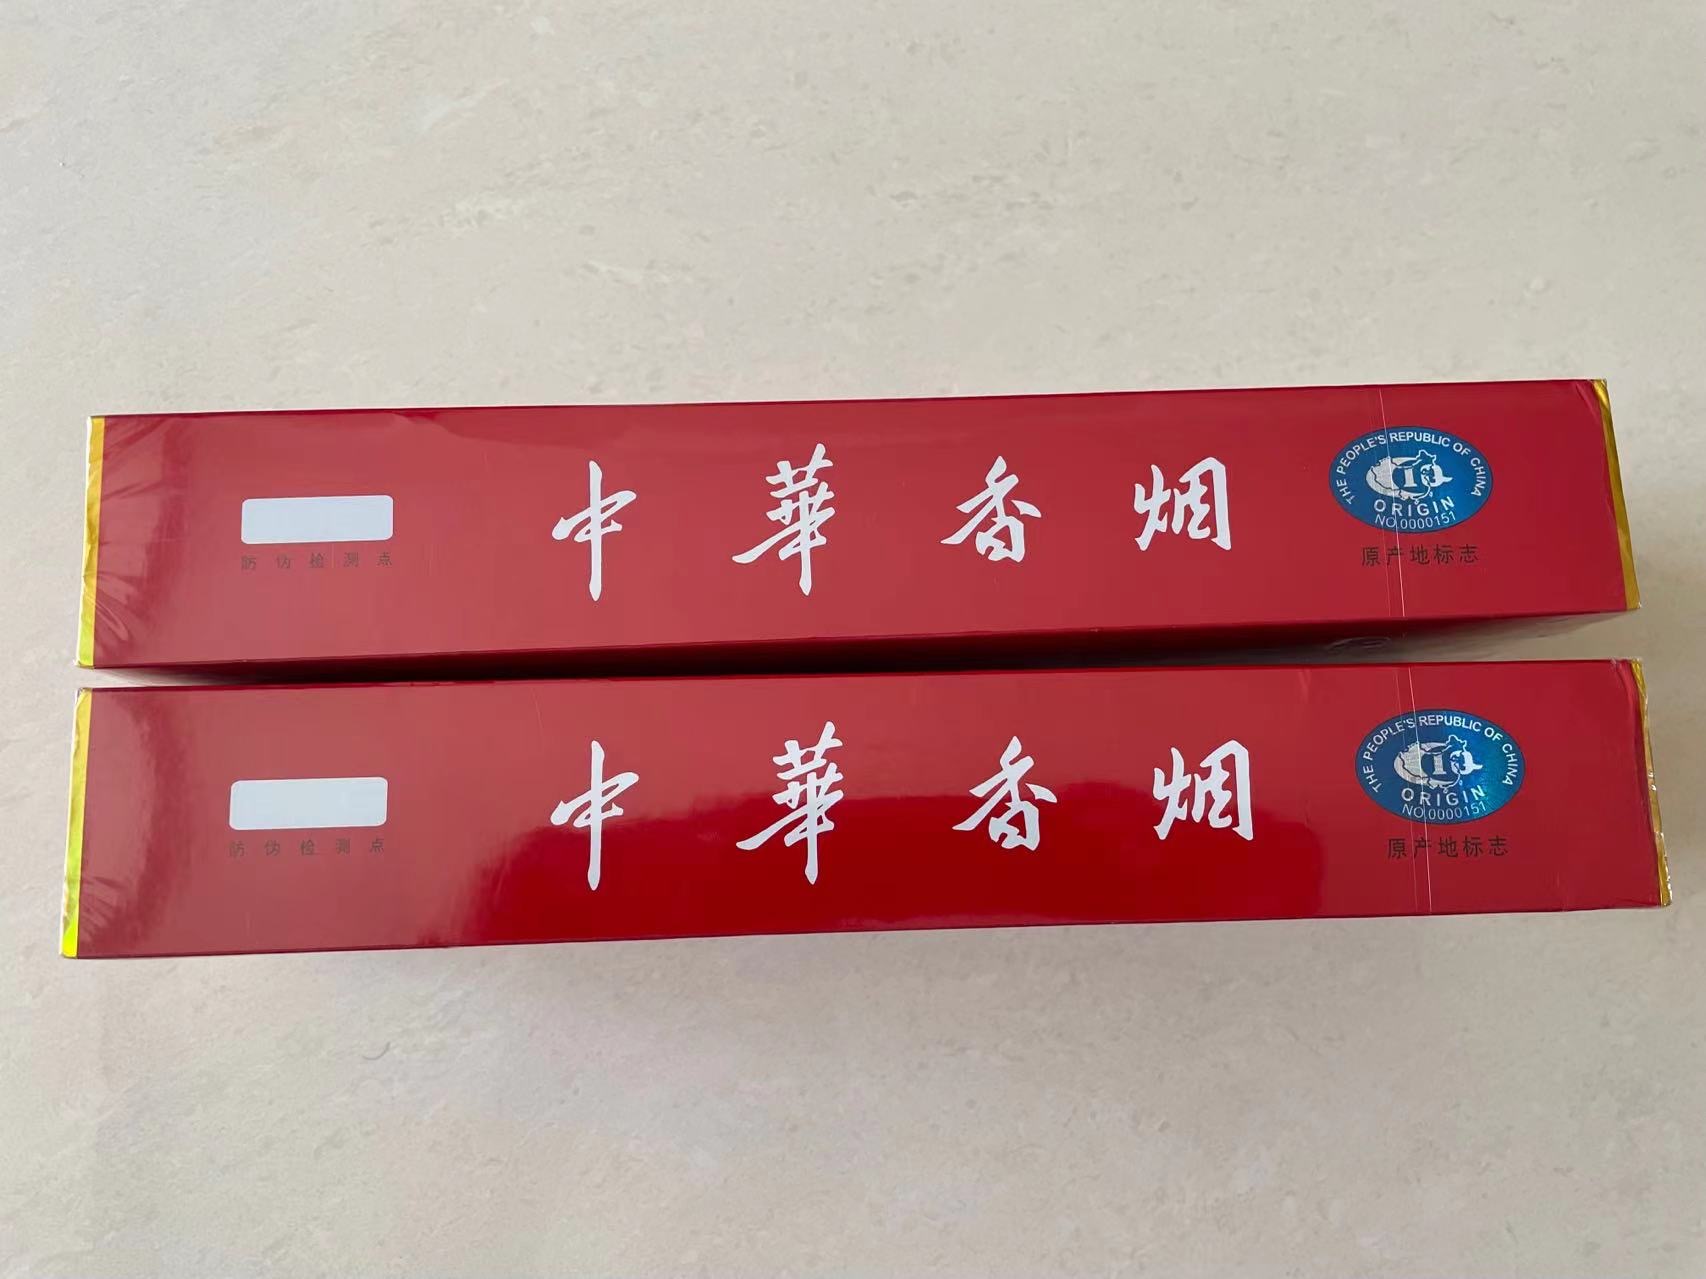 中華香烟
防伪检测点
THE PEOPLE'S REPUBLIC OF CHINA
ORIGIN
NO.0000151
原产地标志
中華香烟
防伪检测点
THE PEOPLE'S REPUBLIC OF CHINA
ORIGIN
NO.0000151
原产地标志